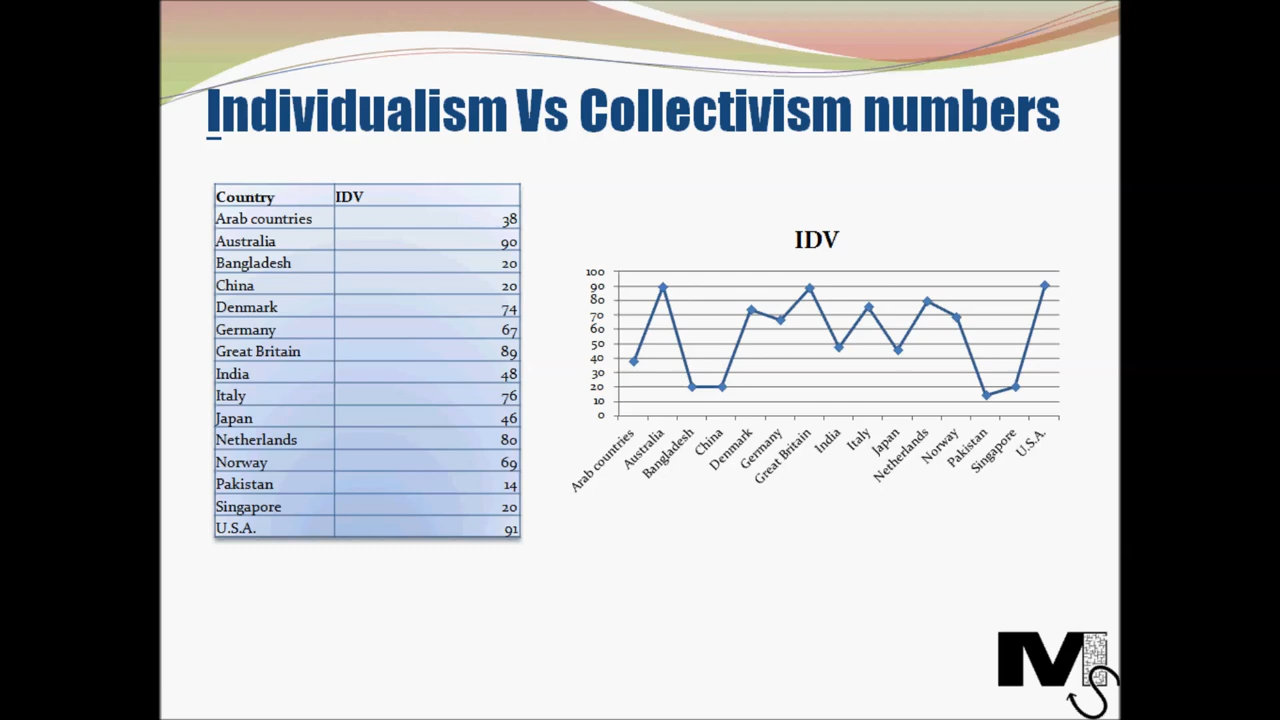 Individualism Vs Collectivism numbers
Country IDV
Arab countries 38
Australia 90
Bangladesh 20
China 20
Denmark 74
Germany 67
Great Britain 89
India 48
Italy 76
Japan 46
Netherlands 80
Norway 69
Pakistan 14
Singapore 20
U.S.A. 91
IDV
100
90
80
70
60
50
40
30
20
10
0
Arab countries
Australia
Bangladesh
China
Denmark
Germany
Great Britain
India
Italy
Japan
Netherlands
Norway
Pakistan
Singapore
U.S.A.